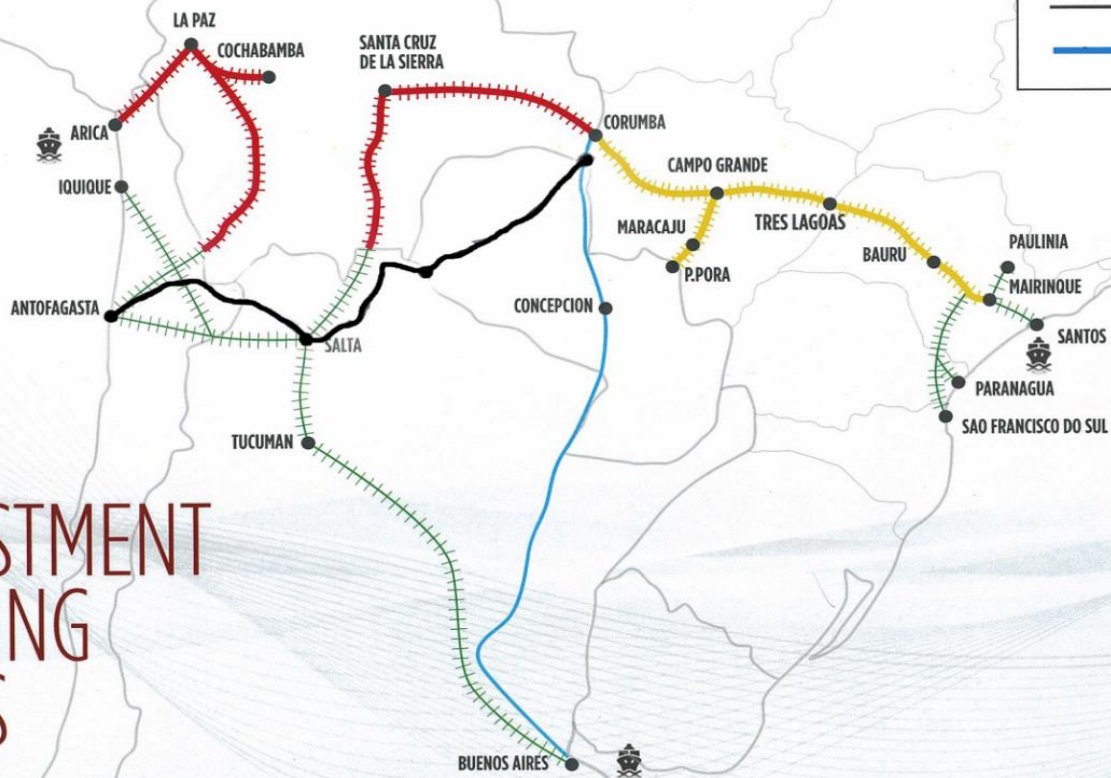 LA PAZ
COCHABAMBA
SANTA CRUZ
DE LA SIERRA
ARICA
CORUMBA
IQUIQUE
CAMPO GRANDE
MARACAJU
TRES LAGOAS
P.PORA
BAURU
PAULINIA
MAIRINQUE
ANTOFAGASTA
CONCEPCION
SALTA
SANTOS
PARANAGUA
SAO FRANCISCO DO SUL
TUCUMAN
STMENT
NG
S
BUENOS AIRES